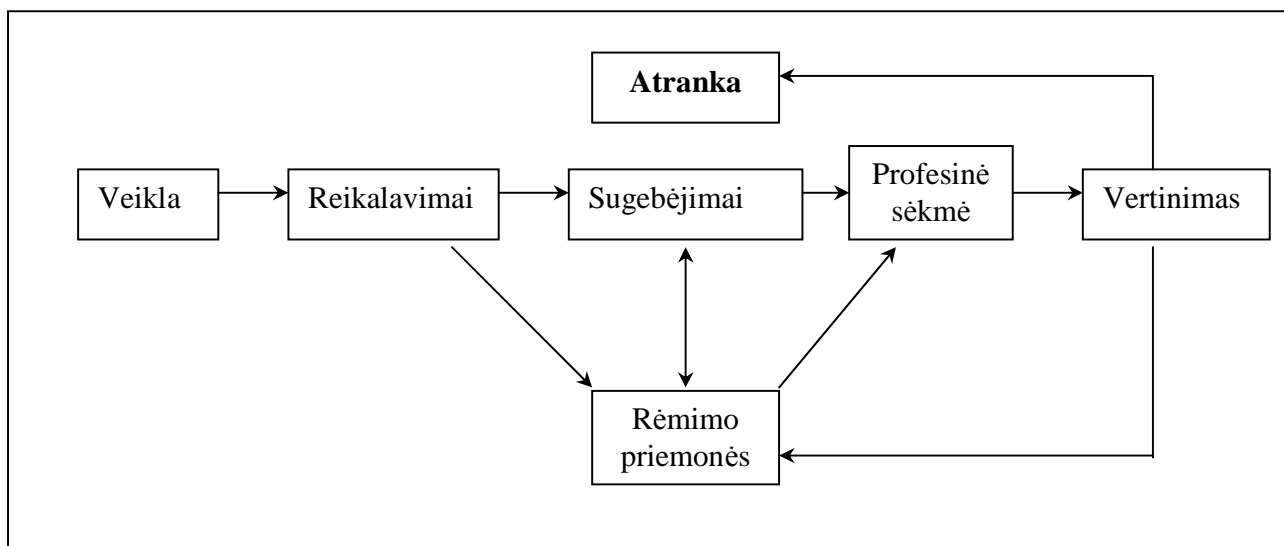 Atranka
Veikla
Reikalavimai
Sugebėjimai
Profesinė
sėkmė
Vertinimas
Rėmimo
priemonės